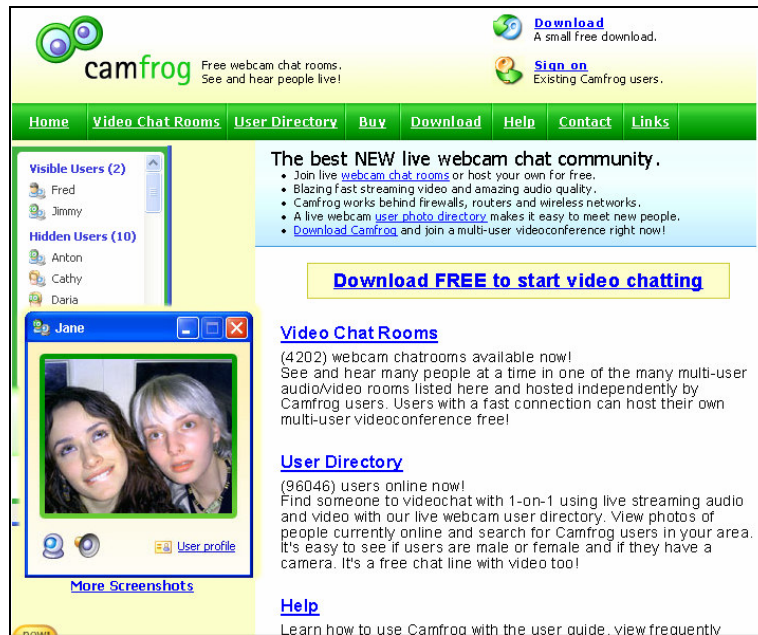 camfrog
Free webcam chat rooms.
See and hear people live!
Download
A small free download.
Sign on
Existing Camfrog users.
Home Video Chat Rooms User Directory Buy Download Help Contact Links
Visible Users (2)
Fred
Jimmy
Hidden Users (10)
Anton
Cathy
Daria
Jane
User profile
More Screenshots
now!
The best NEW live webcam chat community.
• Join live webcam chat rooms or host your own for free.
• Blazing fast streaming video and amazing audio quality.
• Camfrog works behind firewalls, routers and wireless networks.
• A live webcam user photo directory makes it easy to meet new people.
• Download Camfrog and join a multi-user videoconference right now!
Download FREE to start video chatting
Video Chat Rooms
(4202) webcam chatrooms available now!
See and hear many people at a time in one of the many multi-user
audio/video rooms listed here and hosted independently by
Camfrog users. Users with a fast connection can host their own
multi-user videoconference free!
User Directory
(96046) users online now!
Find someone to videochat with 1-on-1 using live streaming audio
and video with our live webcam user directory. View photos of
people currently online and search for Camfrog users in your area.
It's easy to see if users are male or female and if they have a
camera. It's a free chat line with video too!
Help
Learn how to use Camfrog with the user guide, view frequently